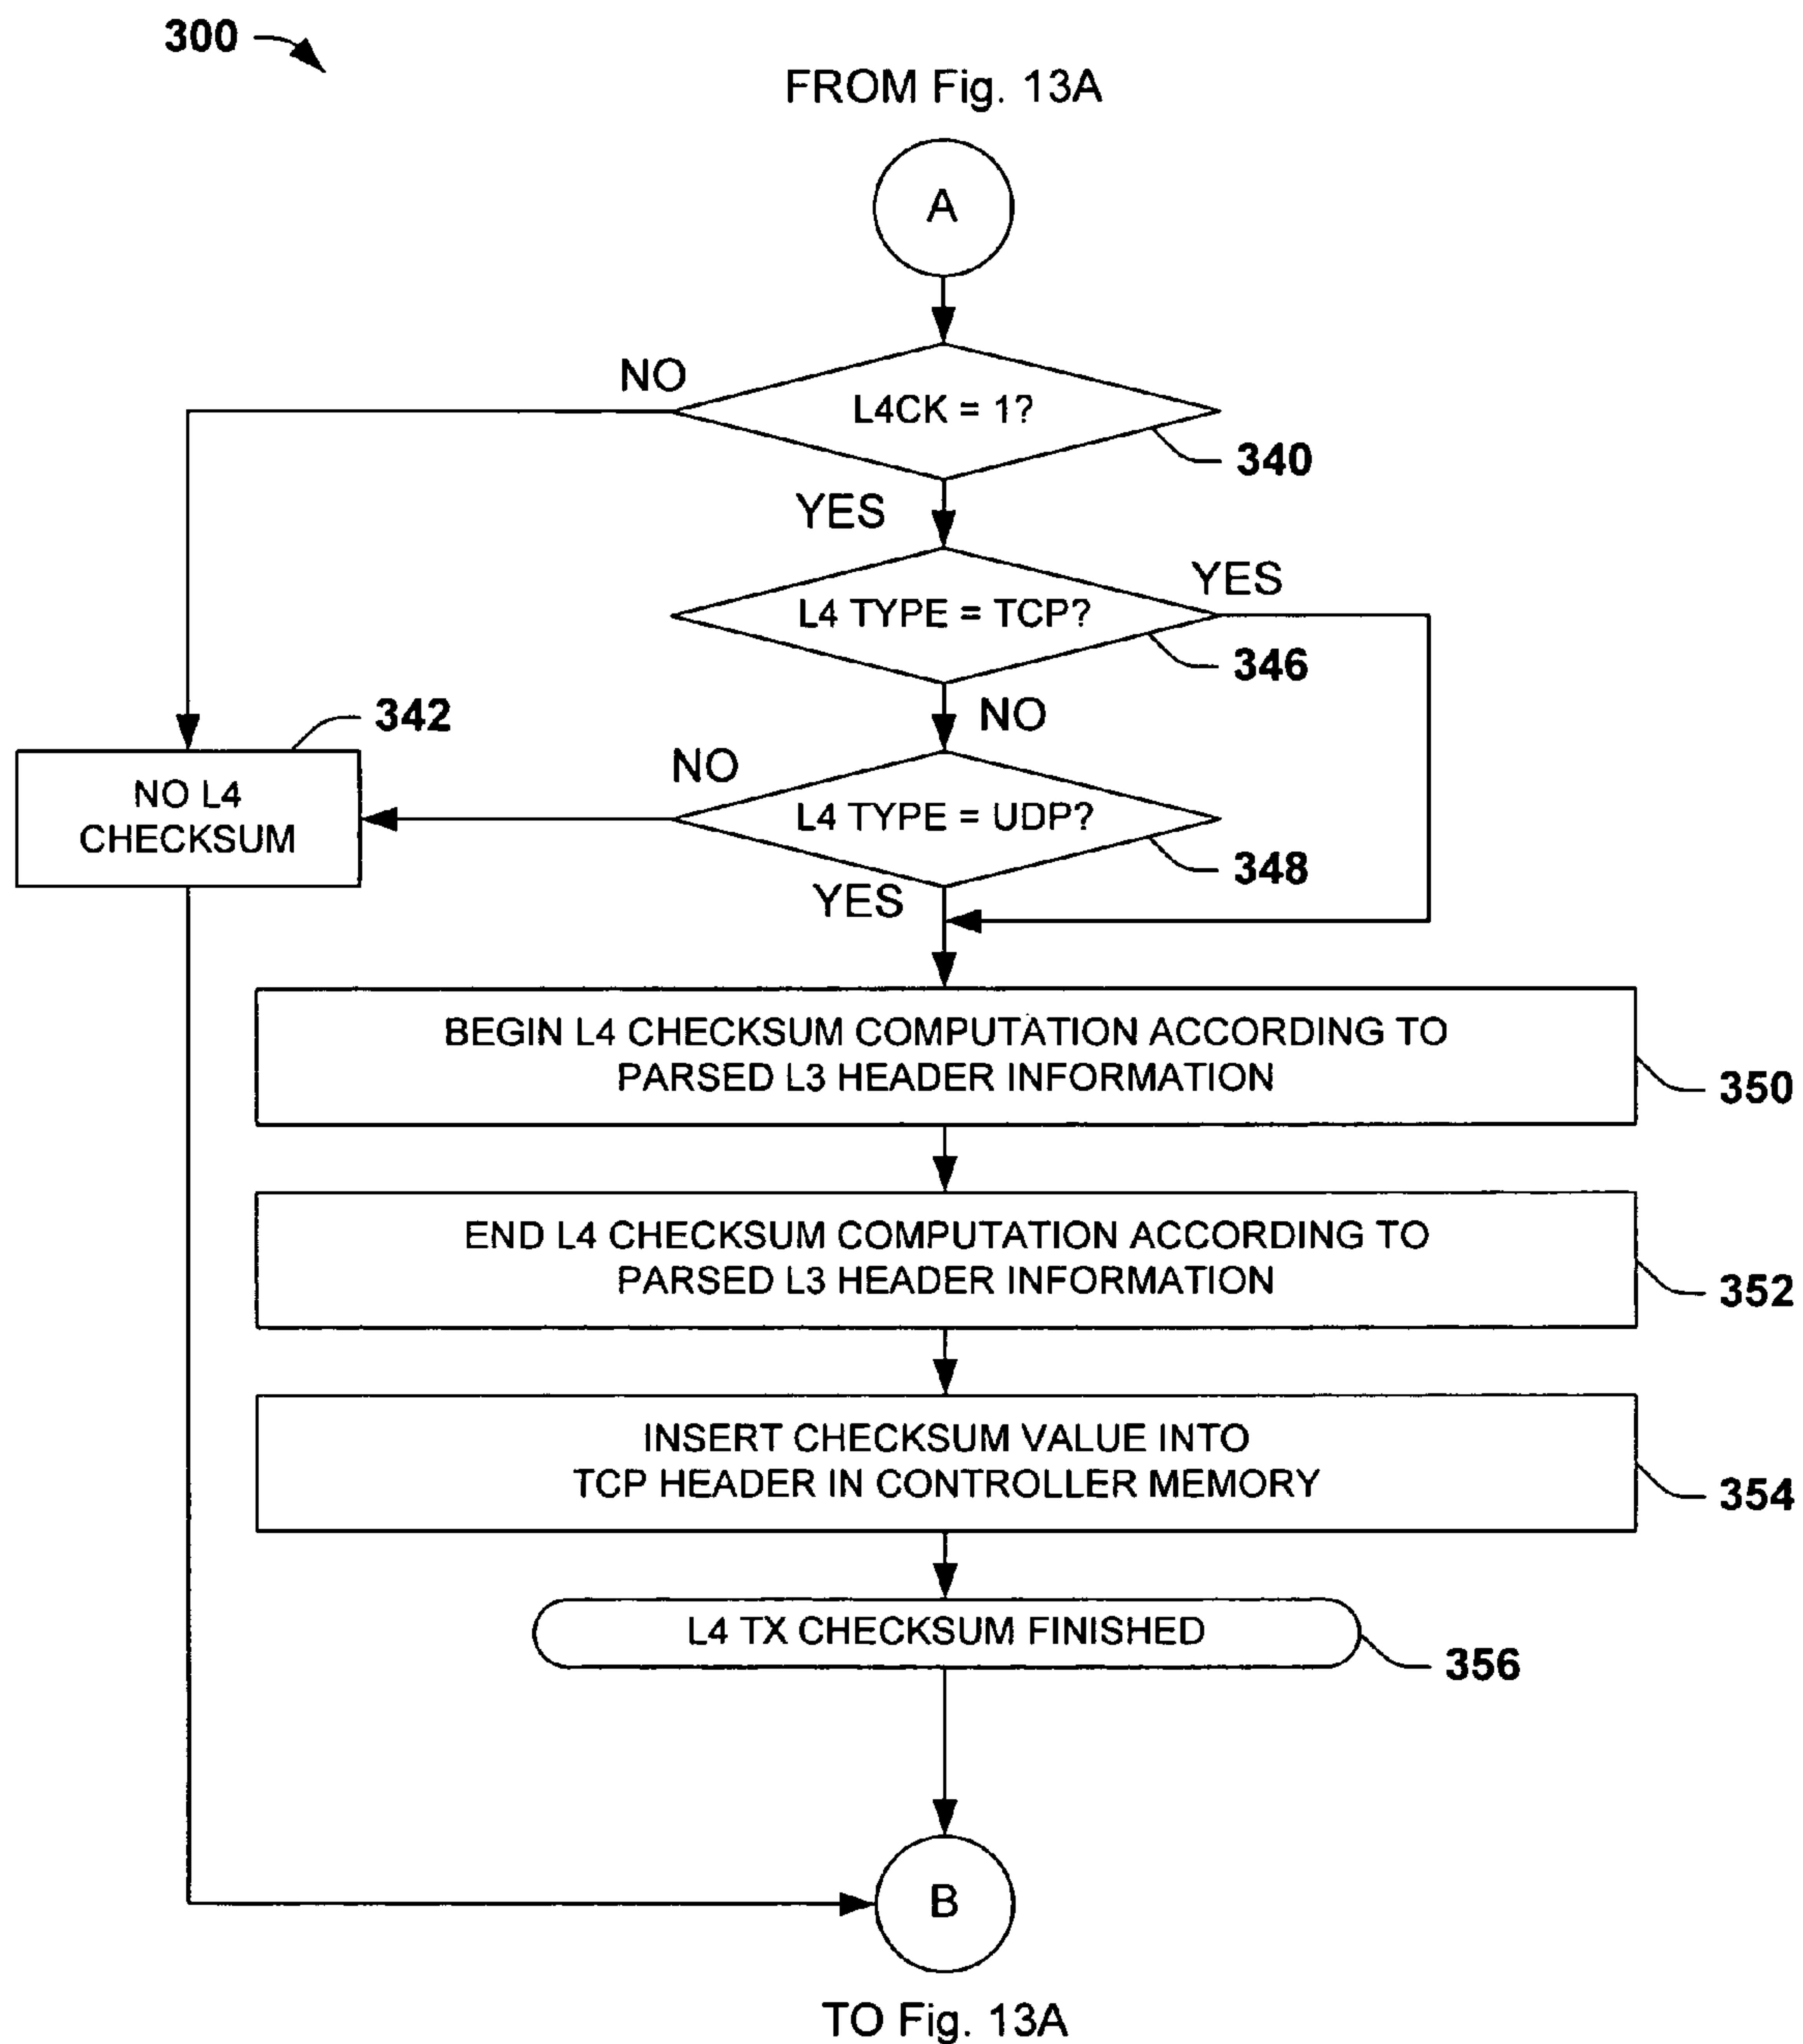 300
FROM Fig. 13A
A
NO
L4CK = 1?
340
YES
YES
L4 TYPE = TCP?
346
342
NO
NO
NO L4
CHECKSUM
L4 TYPE = UDP?
348
YES
BEGIN L4 CHECKSUM COMPUTATION ACCORDING TO
PARSED L3 HEADER INFORMATION
350
END L4 CHECKSUM COMPUTATION ACCORDING TO
PARSED L3 HEADER INFORMATION
352
INSERT CHECKSUM VALUE INTO
TCP HEADER IN CONTROLLER MEMORY
354
L4 TX CHECKSUM FINISHED
356
B
TO Fig. 13A